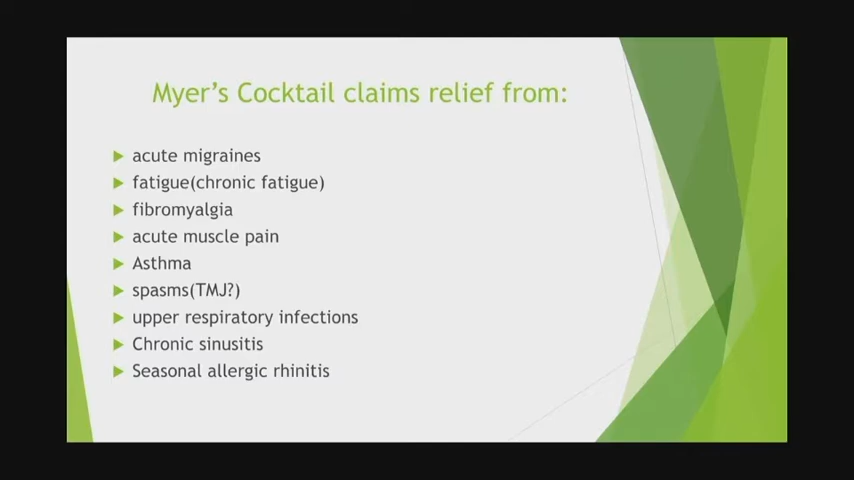 Myer's Cocktail claims relief from:
acute migraines
fatigue(chronic fatigue)
fibromyalgia
acute muscle pain
Asthma
spasms(TMJ?)
upper respiratory infections
Chronic sinusitis
Seasonal allergic rhinitis